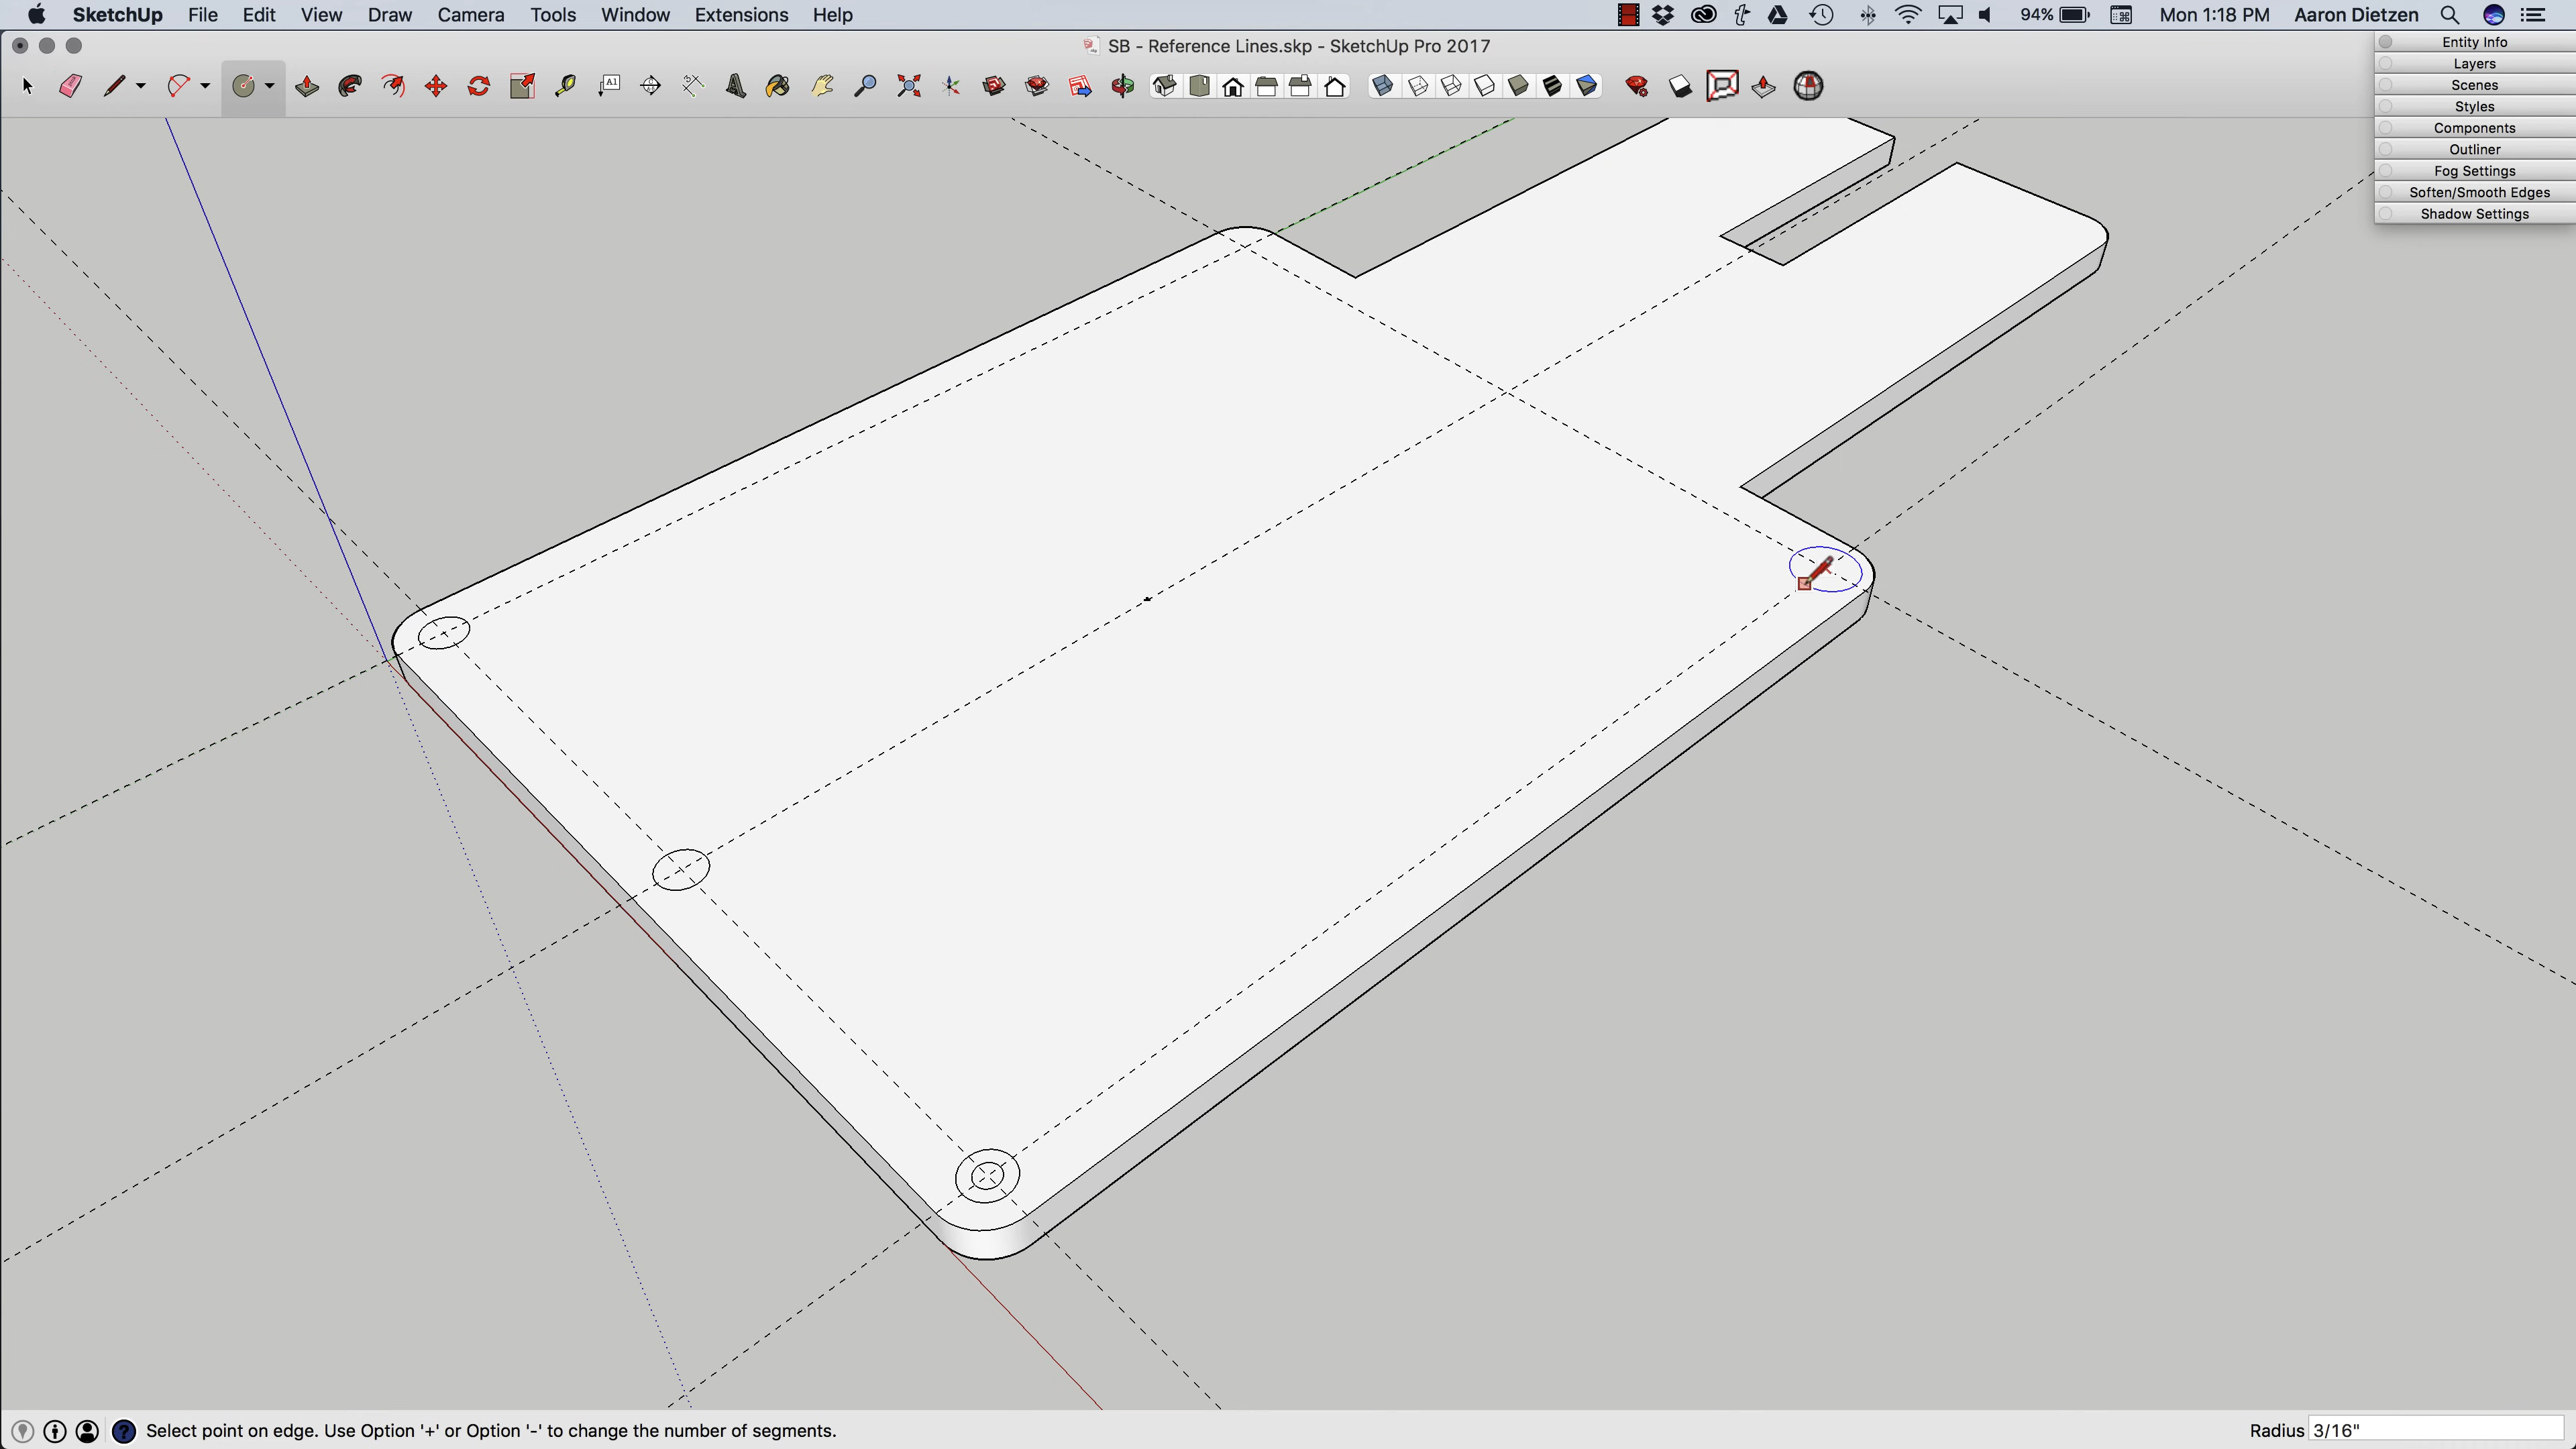 SketchUp File Edit View Draw Camera Tools Window Extensions Help 94% Mon 1:18 PM Aaron Dietzen
SB - Reference Lines.skp - SketchUp Pro 2017
Entity Info
Layers
Scenes
Styles
Components
Outliner
Fog Settings
Soften/Smooth Edges
Shadow Settings
A1
Select point on edge. Use Option '+' or Option '-' to change the number of segments.
Radius 3/16"